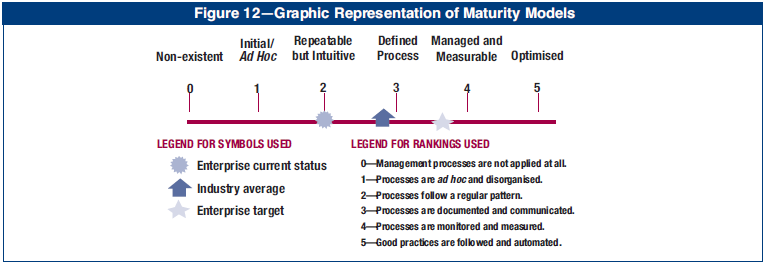 Figure 12—Graphic Representation of Maturity Models
Non-existent
Initial/
Ad Hoc
Repeatable
but Intuitive
Defined
Process
Managed and
Measurable
Optimised
0 1 2 3 4 5
LEGEND FOR SYMBOLS USED
Enterprise current status
Industry average
Enterprise target
LEGEND FOR RANKINGS USED
0—Management processes are not applied at all.
1—Processes are ad hoc and disorganised.
2—Processes follow a regular pattern.
3—Processes are documented and communicated.
4—Processes are monitored and measured.
5—Good practices are followed and automated.